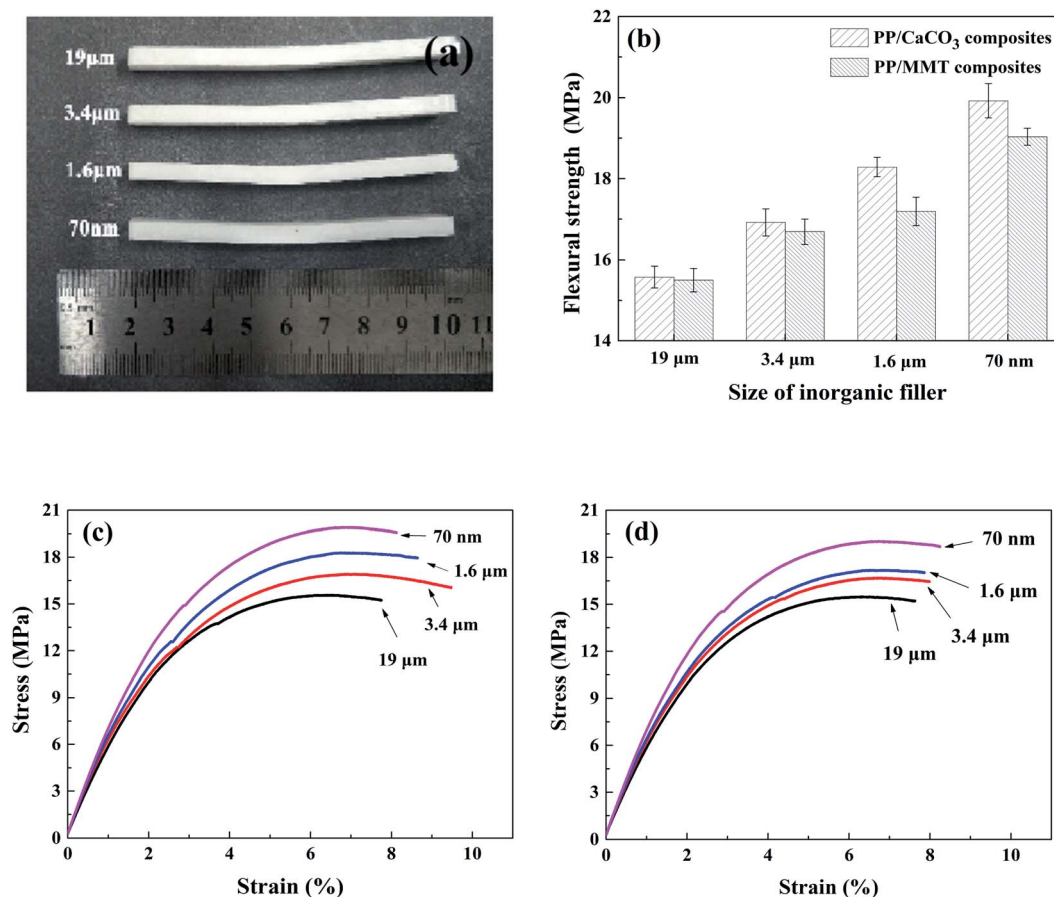 (a)
19μm
3.4μm
1.6μm
70nm
0.5 mm
mm
1 2 3 4 5 6 7 8 9 10 11
(b)
PP/CaCO₃ composites
PP/MMT composites
Flexural strength (MPa)
22
20
18
16
14
19 μm 3.4 μm 1.6 μm 70 nm
Size of inorganic filler
(c)
Stress (MPa)
21
18
15
12
9
6
3
0
70 nm
1.6 μm
3.4 μm
19 μm
0 2 4 6 8 10
Strain (%)
(d)
Stress (MPa)
21
18
15
12
9
6
3
0
70 nm
1.6 μm
3.4 μm
19 μm
0 2 4 6 8 10
Strain (%)